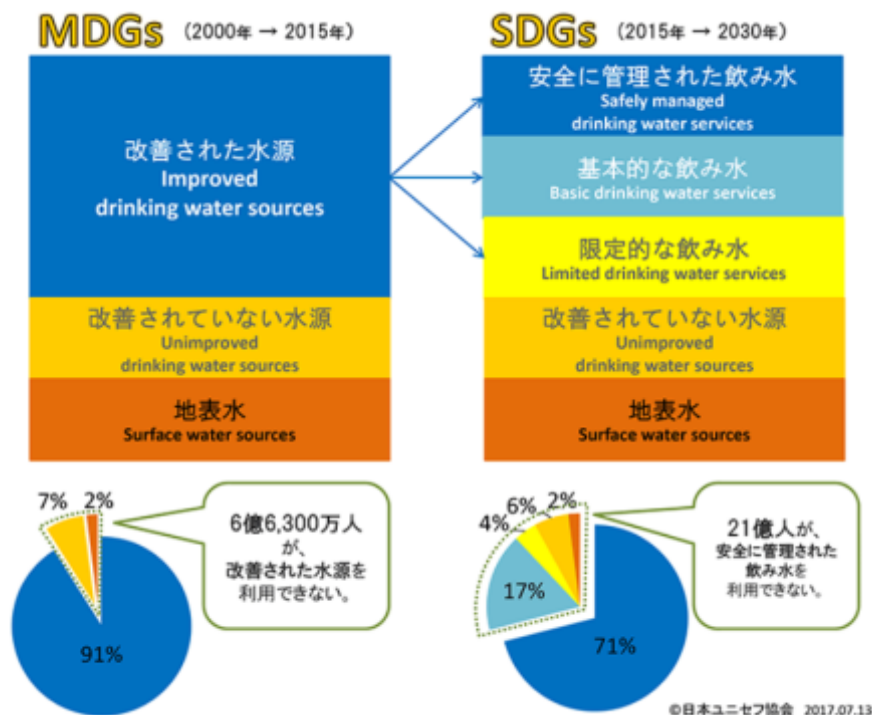 MDGs (2000年 → 2015年)
改善された水源
Improved
drinking water sources
改善されていない水源
Unimproved
drinking water sources
地表水
Surface water sources
7%
2%
91%
6億6,300万人
が、
改善された水源を
利用できない。
SDGs (2015年 → 2030年)
安全に管理された飲み水
Safely managed
drinking water services
基本的な飲み水
Basic drinking water services
限定的な飲み水
Limited drinking water services
改善されていない水源
Unimproved
drinking water sources
地表水
Surface water sources
4%
6%
2%
17%
71%
21億人が、
安全に管理された
飲み水を
利用できない。
©日本ユニセフ協会 2017.07.13